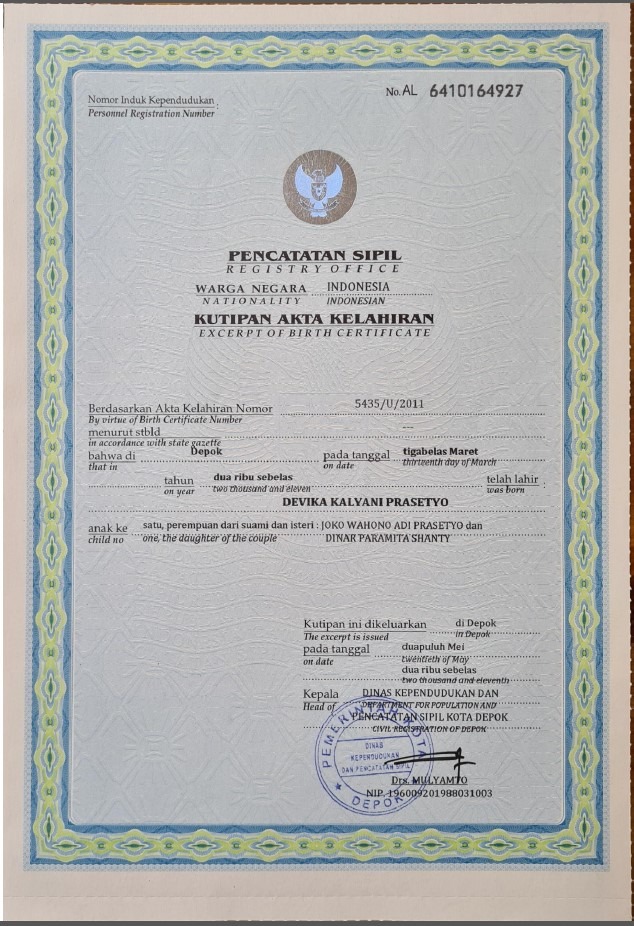 Nomor Induk Kependudukan :
Personnel Registration Number
No. AL 6410164927
PENCATATAN SIPIL
REGISTRY OFFICE
WARGA NEGARA INDONESIA
NATIONALITY INDONESIAN
KUTIPAN AKTA KELAHIRAN
EXCERPT OF BIRTH CERTIFICATE
Berdasarkan Akta Kelahiran Nomor 5435/U/2011
By virtue of Birth Certificate Number
menurut stbld ---
in accordance with state gazette
bahwa di Depok pada tanggal tigabelas Maret
that in on date thirteenth day of March
tahun dua ribu sebelas telah lahir
on year two thousand and eleven was born
DEVIKA KALYANI PRASETYO
anak ke satu, perempuan dari suami dan isteri : JOKO WAHONO ADI PRASETYO dan
child no one, the daughter of the couple DINAR PARAMITA SHANTY
Kutipan ini dikeluarkan di Depok
The excerpt is issued in Depok
pada tanggal duapuluh Mei
on date twentieth of May
dua ribu sebelas
two thousand and eleventh
Kepala DINAS KEPENDUDUKAN DAN
Head of DEPARTMENT FOR POPULATION AND
PENCATATAN SIPIL KOTA DEPOK
CIVIL REGISTRATION OF DEPOK
PEMERINTAH KOTA
DINAS
KEPENDUDUKAN
DAN PENCATATAN SIPIL
DEPOK
Drs. MULYAMTO
NIP. 196009201988031003